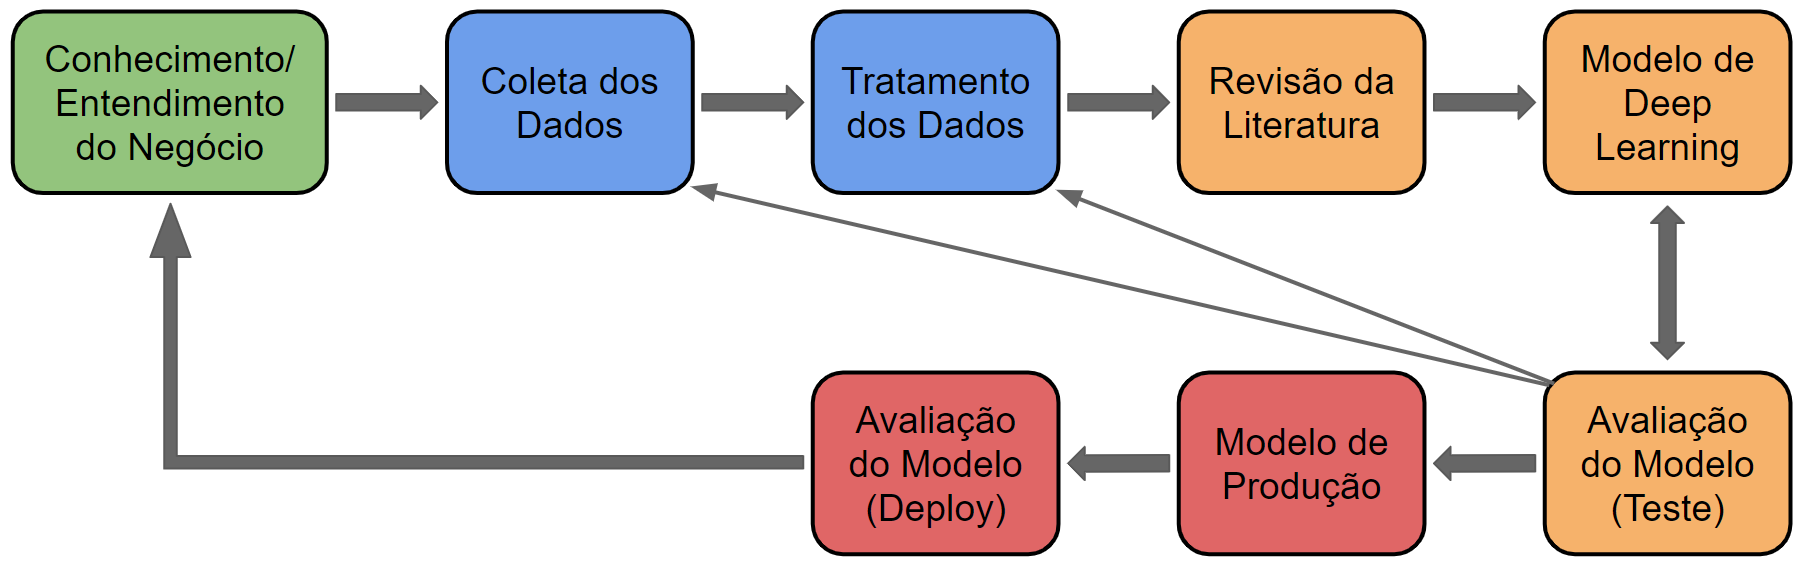 Conhecimento/
Entendimento
do Negócio
Coleta dos
Dados
Tratamento
dos Dados
Revisão da
Literatura
Modelo de
Deep
Learning
Avaliação
do Modelo
(Deploy)
Modelo de
Produção
Avaliação
do Modelo
(Teste)